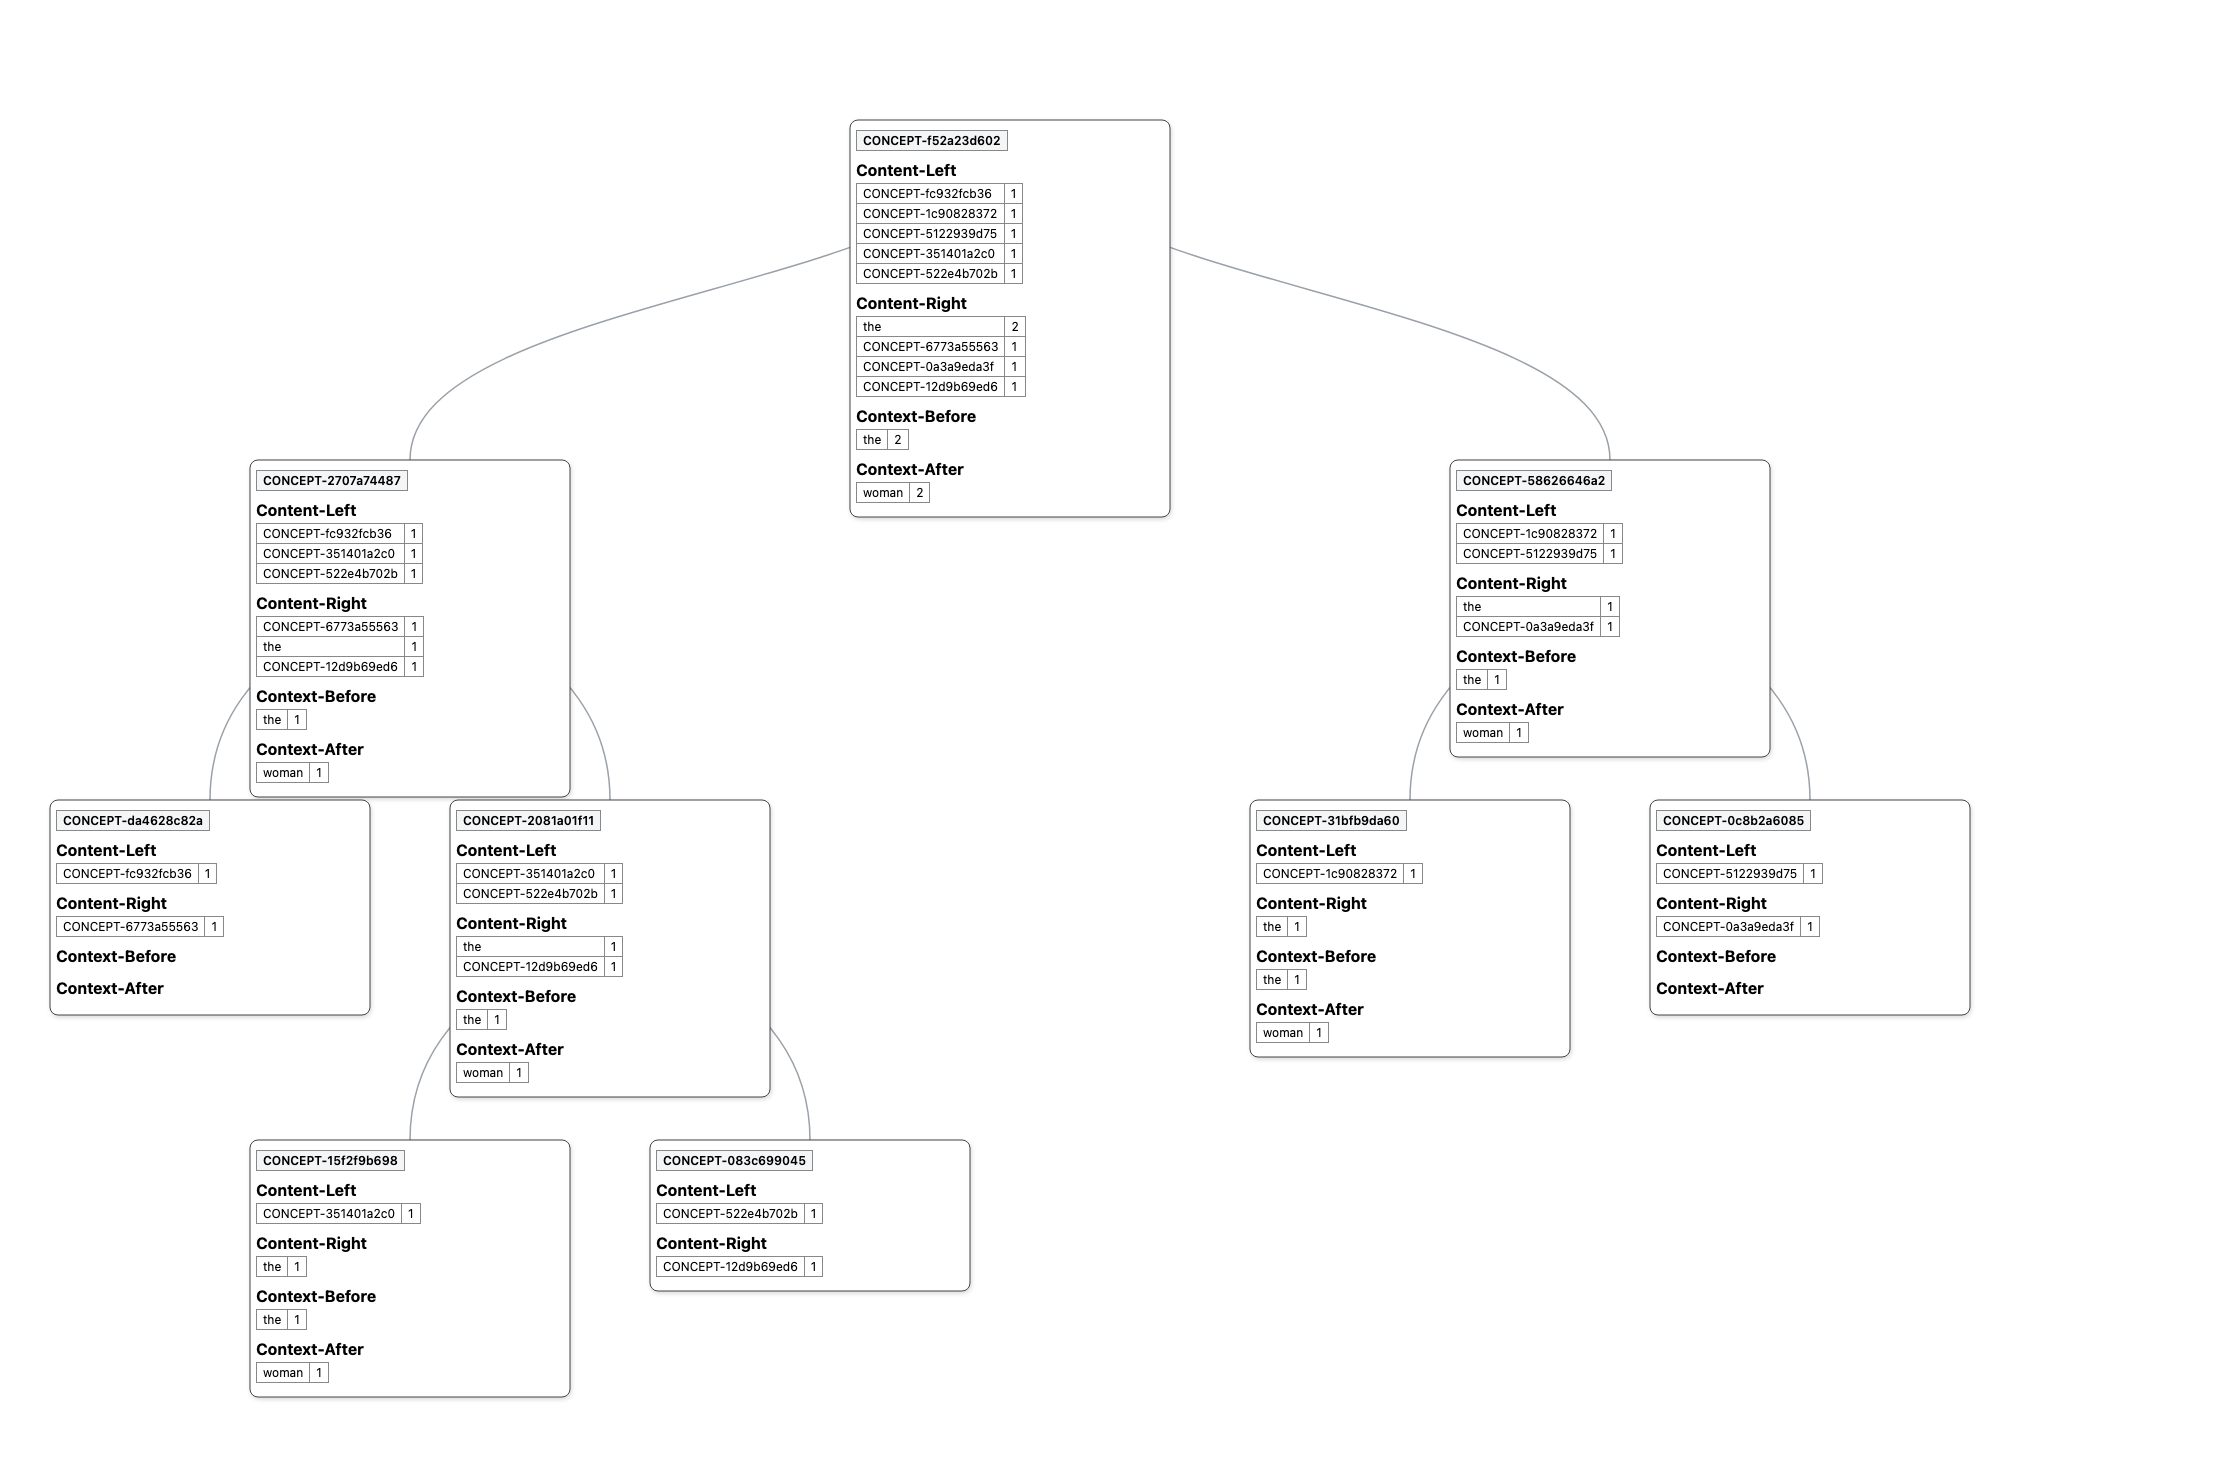 CONCEPT-f52a23d602
Content-Left
CONCEPT-fc932fcb36 1
CONCEPT-1c90828372 1
CONCEPT-5122939d75 1
CONCEPT-351401a2c0 1
CONCEPT-522e4b702b 1
Content-Right
the 2
CONCEPT-6773a55563 1
CONCEPT-0a3a9eda3f 1
CONCEPT-12d9b69ed6 1
Context-Before
the 2
Context-After
woman 2
CONCEPT-2707a74487
Content-Left
CONCEPT-fc932fcb36 1
CONCEPT-351401a2c0 1
CONCEPT-522e4b702b 1
Content-Right
CONCEPT-6773a55563 1
the 1
CONCEPT-12d9b69ed6 1
Context-Before
the 1
Context-After
woman 1
CONCEPT-58626646a2
Content-Left
CONCEPT-1c90828372 1
CONCEPT-5122939d75 1
Content-Right
the 1
CONCEPT-0a3a9eda3f 1
Context-Before
the 1
Context-After
woman 1
CONCEPT-da4628c82a
Content-Left
CONCEPT-fc932fcb36 1
Content-Right
CONCEPT-6773a55563 1
Context-Before
Context-After
CONCEPT-2081a01f11
Content-Left
CONCEPT-351401a2c0 1
CONCEPT-522e4b702b 1
Content-Right
the 1
CONCEPT-12d9b69ed6 1
Context-Before
the 1
Context-After
woman 1
CONCEPT-31bfb9da60
Content-Left
CONCEPT-1c90828372 1
Content-Right
the 1
Context-Before
the 1
Context-After
woman 1
CONCEPT-0c8b2a6085
Content-Left
CONCEPT-5122939d75 1
Content-Right
CONCEPT-0a3a9eda3f 1
Context-Before
Context-After
CONCEPT-15f2f9b698
Content-Left
CONCEPT-351401a2c0 1
Content-Right
the 1
Context-Before
the 1
Context-After
woman 1
CONCEPT-083c699045
Content-Left
CONCEPT-522e4b702b 1
Content-Right
CONCEPT-12d9b69ed6 1